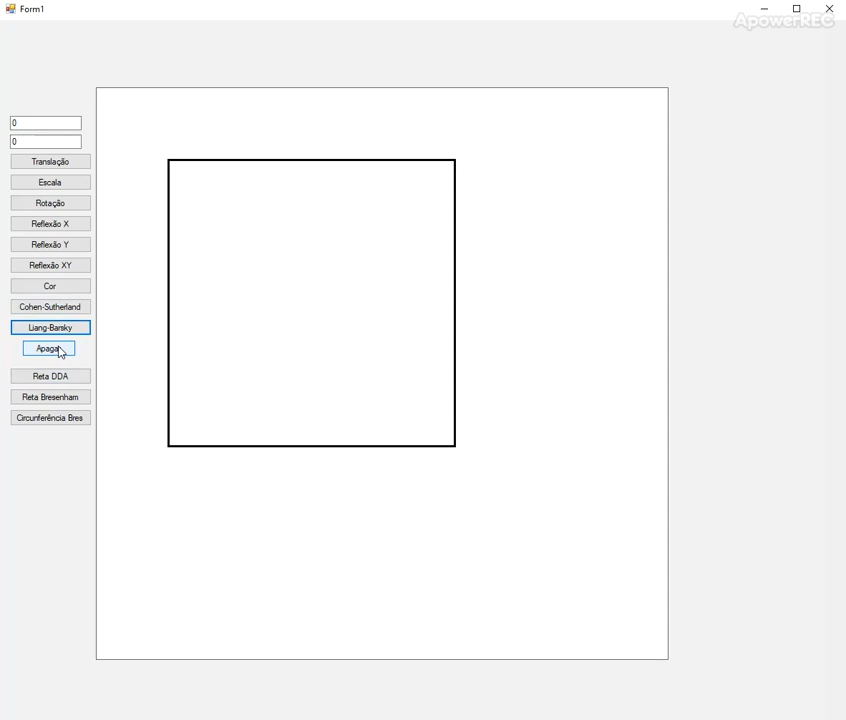 Form1
ApowerREC
0
0
Translação
Escala
Rotação
Reflexão X
Reflexão Y
Reflexão XY
Cor
Cohen-Sutherland
Liang-Barsky
Apaga
Reta DDA
Reta Bresenham
Circunferência Bres